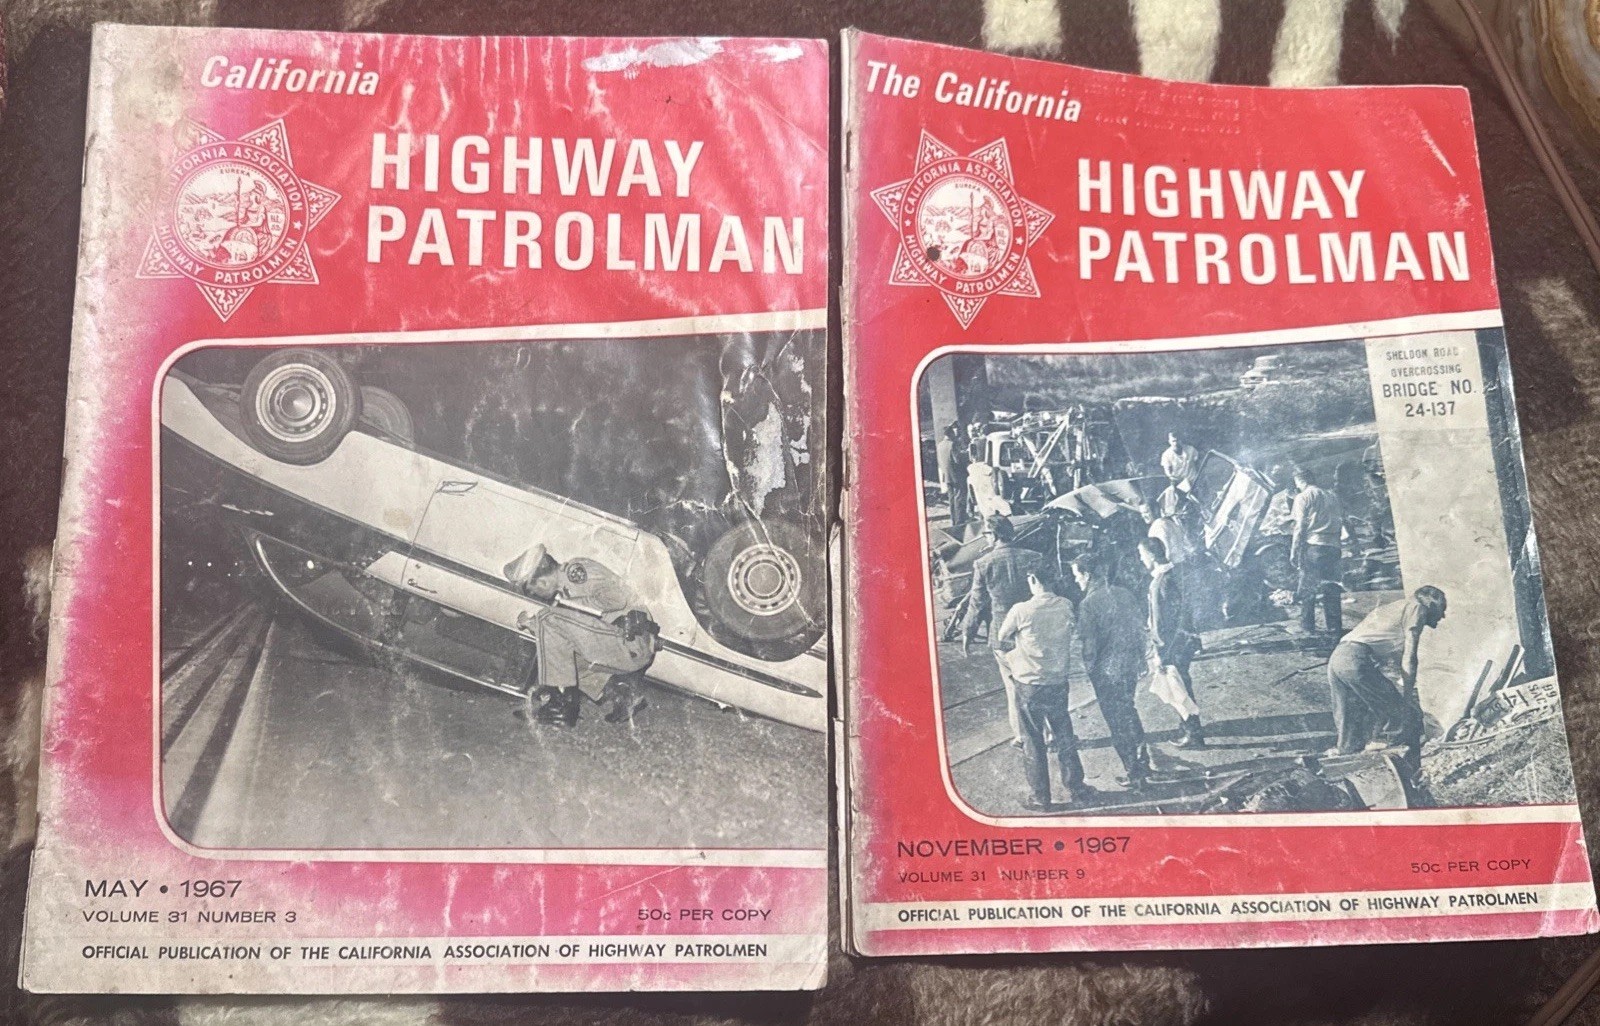 California
HIGHWAY
PATROLMAN
CALIFORNIA ASSOCIATION
EUREKA
HIGHWAY PATROLMEN
MAY • 1967
VOLUME 31 NUMBER 3
50c PER COPY
OFFICIAL PUBLICATION OF THE CALIFORNIA ASSOCIATION OF HIGHWAY PATROLMEN
The California
HIGHWAY
PATROLMAN
CALIFORNIA ASSOCIATION
EUREKA
HIGHWAY PATROLMEN
SHELDON ROAD
OVERCROSSING
BRIDGE NO.
24-137
NOVEMBER • 1967
VOLUME 31 NUMBER 9
50c PER COPY
OFFICIAL PUBLICATION OF THE CALIFORNIA ASSOCIATION OF HIGHWAY PATROLMEN